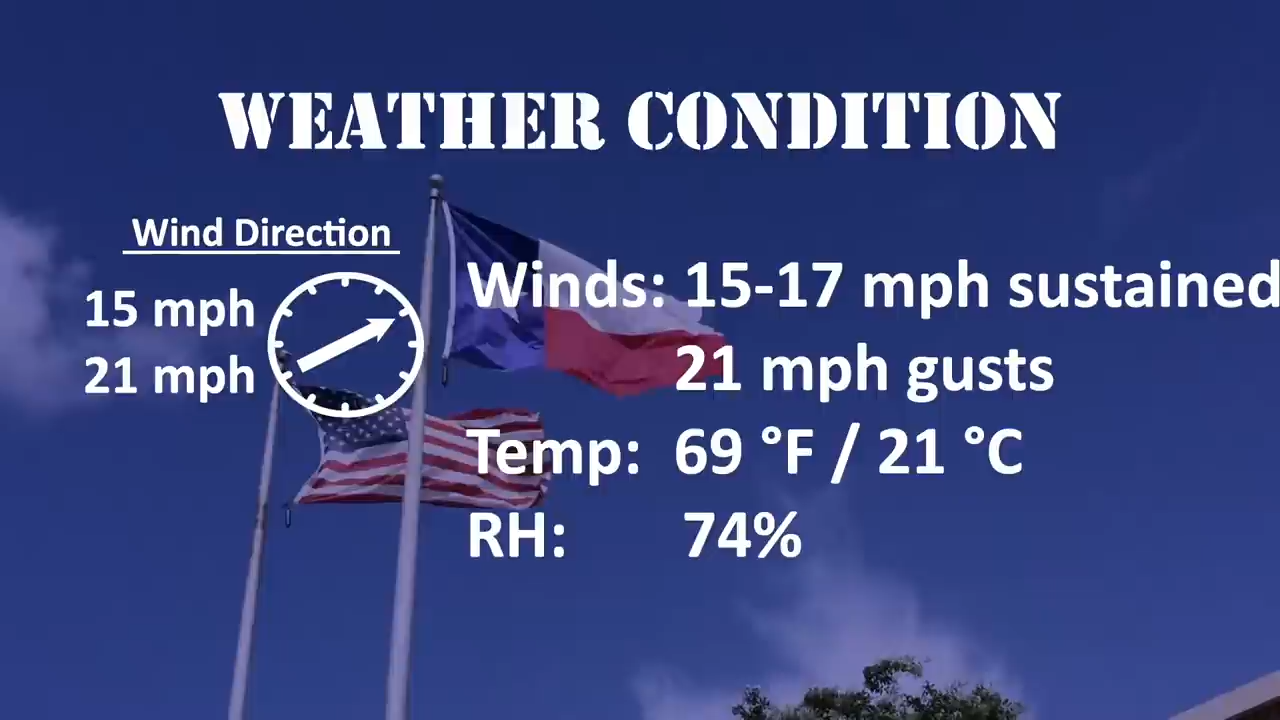 WEATHER CONDITION
Wind Direction
15 mph
21 mph
Winds: 15-17 mph sustained
21 mph gusts
Temp: 69 °F / 21 °C
RH: 74%